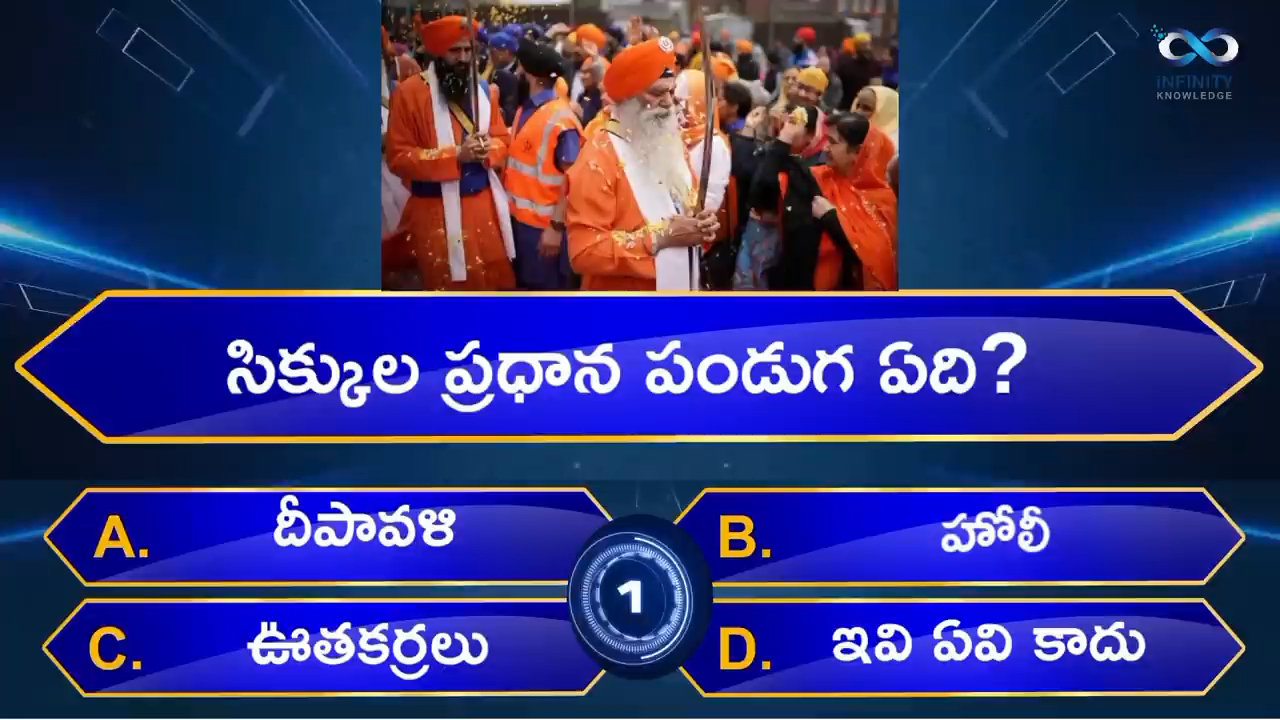 iNFINITY
KNOWLEDGE
సిక్కుల ప్రధాన పండుగ ఏది?
A. దీపావళి
B. హోలీ
1
C. ఊతకర్రలు
D. ఇవి ఏవి కాదు